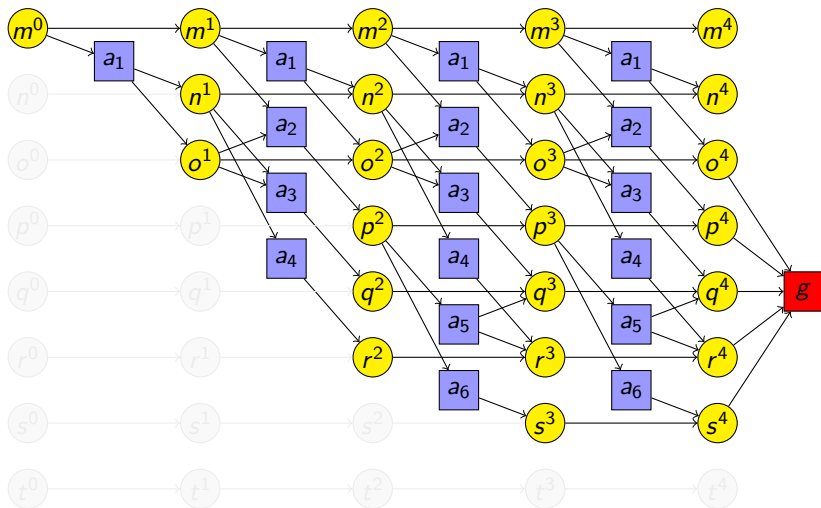 m⁰ m¹ m² m³ m⁴
a₁ a₁ a₁ a₁
n⁰ n¹ n² n³ n⁴
a₂ a₂ a₂
o⁰ o¹ o² o³ o⁴
a₃ a₃ a₃
p⁰ p¹ p² p³ p⁴
a₄ a₄ a₄
q⁰ q¹ q² q³ q⁴ g
a₅ a₅
r⁰ r¹ r² r³ r⁴
a₆ a₆
s⁰ s¹ s² s³ s⁴
t⁰ t¹ t² t³ t⁴